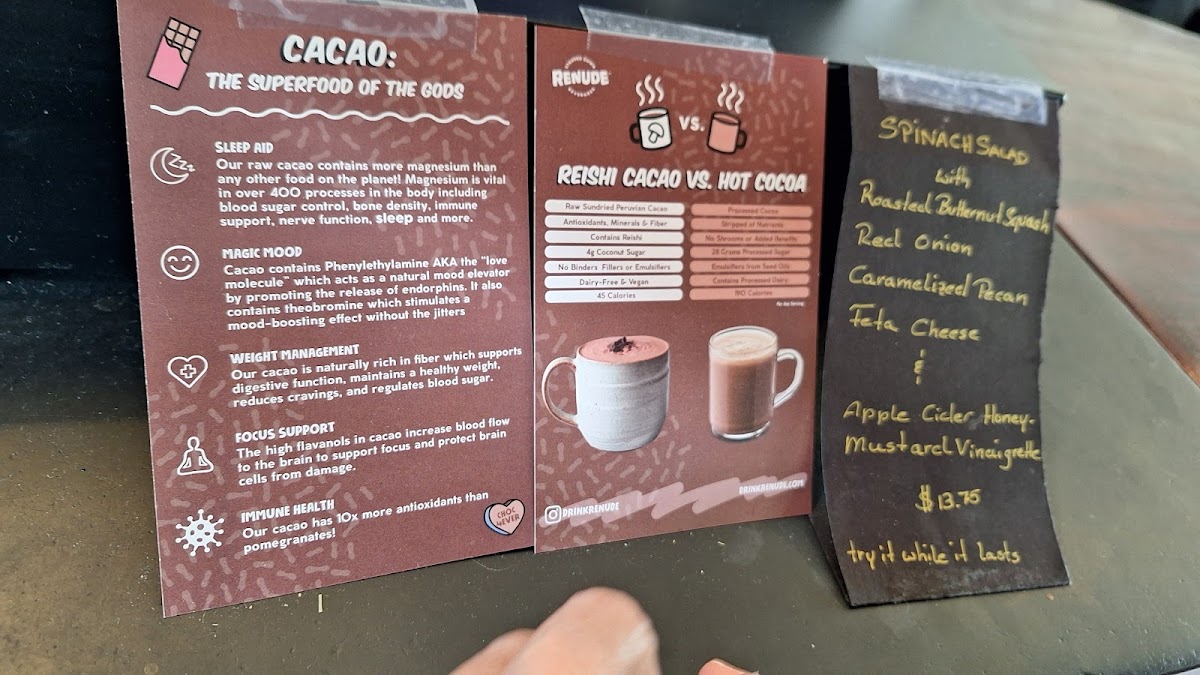 CACAO:
THE SUPERFOOD OF THE GODS
SLEEP AID
Our raw cacao contains more magnesium than
any other food on the planet! Magnesium is vital
in over 400 processes in the body including
blood sugar control, bone density, immune
support, nerve function, sleep and more.
MAGIC MOOD
Cacao contains Phenylethylamine AKA the "love
molecule" which acts as a natural mood elevator
by promoting the release of endorphins. It also
contains theobromine which stimulates a
mood-boosting effect without the jitters
WEIGHT MANAGEMENT
Our cacao is naturally rich in fiber which supports
digestive function, maintains a healthy weight,
reduces cravings, and regulates blood sugar.
FOCUS SUPPORT
The high flavanols in cacao increase blood flow
to the brain to support focus and protect brain
cells from damage.
IMMUNE HEALTH
Our cacao has 10x more antioxidants than
pomegranates!
CHOC
4EVER
RENUDE
VS.
REISHI CACAO VS. HOT COCOA
Raw Sundried Peruvian Cacao
Processed Cocoa
Antioxidants, Minerals & Fiber
Stripped of Nutrients
Contains Reishi
No Shrooms or Added Benefits
4g Coconut Sugar
28 Grams Processed Sugar
No Binders Fillers or Emulsifiers
Emulsifiers from Seed Oils
Dairy-Free & Vegan
Contains Processed Dairy
45 Calories
190 Calories
Per 8oz Serving
DRINKRENUDE
DRINKRENUDE.COM
SPINACH SALAD
with
Roasted Butternut Squash
Red Onion
Caramelized Pecan
Feta Cheese
&
Apple Cider Honey-
Mustard Vinaigrette
$13.75
try it while it lasts